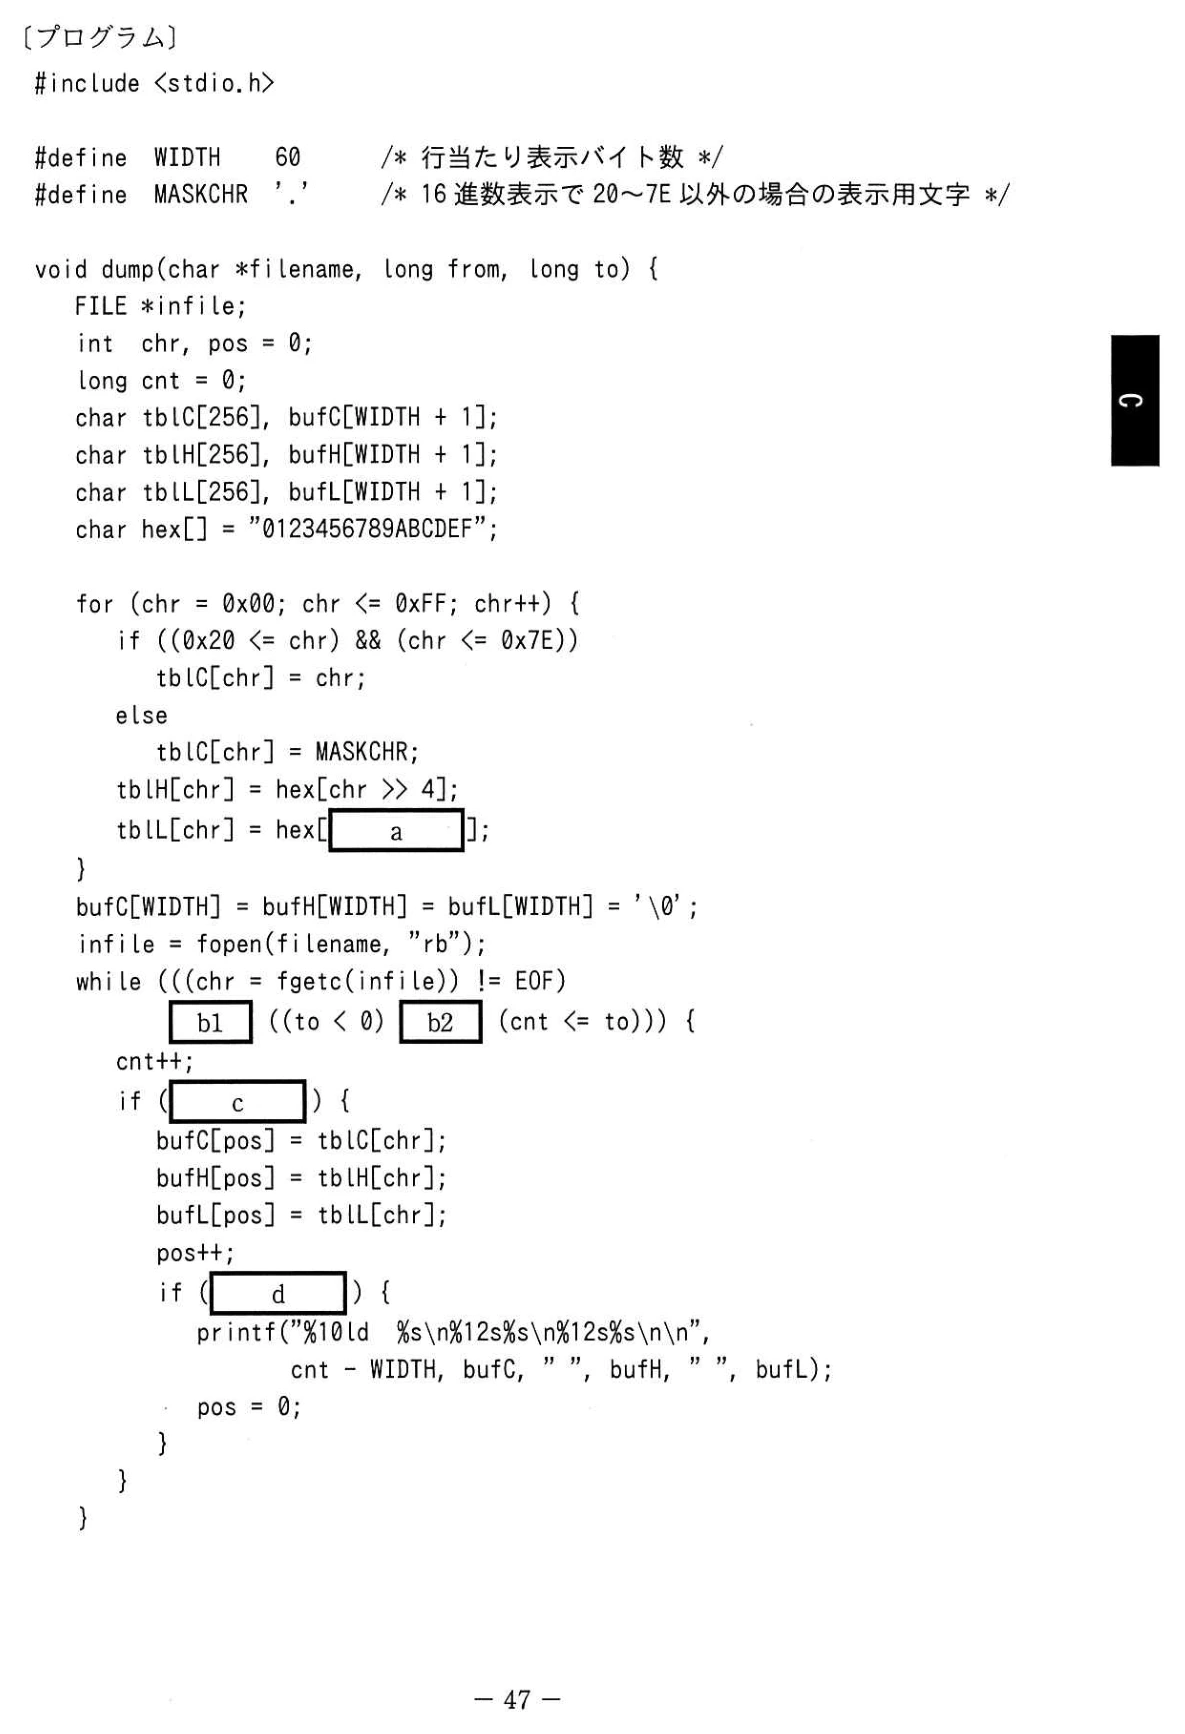 〔プログラム〕
#include <stdio.h>
#define WIDTH 60 /* 行当たり表示バイト数 */
#define MASKCHR '.' /* 16進数表示で20～7E以外の場合の表示用文字 */
void dump(char *filename, long from, long to) {
FILE *infile;
int chr, pos = 0;
long cnt = 0;
char tblC[256], bufC[WIDTH + 1];
char tblH[256], bufH[WIDTH + 1];
char tblL[256], bufL[WIDTH + 1];
char hex[] = "0123456789ABCDEF";
C
for (chr = 0x00; chr <= 0xFF; chr++) {
if ((0x20 <= chr) && (chr <= 0x7E))
tblC[chr] = chr;
else
tblC[chr] = MASKCHR;
tblH[chr] = hex[chr >> 4];
tblL[chr] = hex[ a ];
}
bufC[WIDTH] = bufH[WIDTH] = bufL[WIDTH] = '\0';
infile = fopen(filename, "rb");
while (((chr = fgetc(infile)) != EOF)
b1 ((to < 0) b2 (cnt <= to))) {
cnt++;
if ( c ) {
bufC[pos] = tblC[chr];
bufH[pos] = tblH[chr];
bufL[pos] = tblL[chr];
pos++;
if ( d ) {
printf("%10ld %s\n%12s%s\n%12s%s\n\n",
cnt - WIDTH, bufC, " ", bufH, " ", bufL);
pos = 0;
}
}
}
－ 47 －